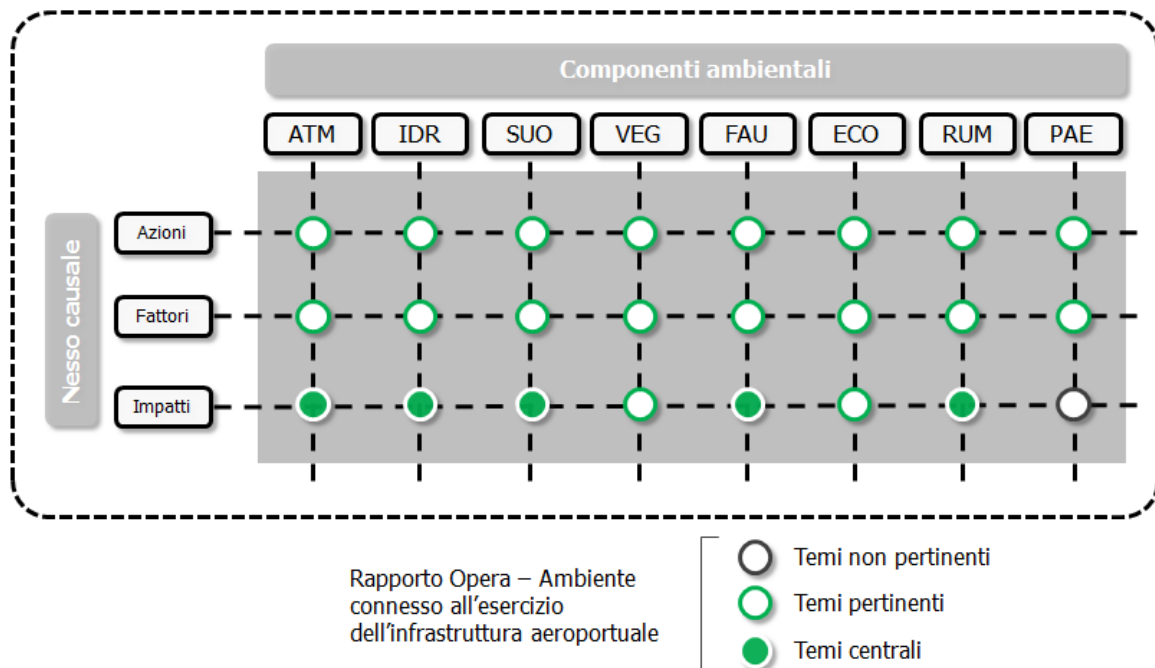 Componenti ambientali
ATM IDR SUO VEG FAU ECO RUM PAE
Nesso causale
Azioni
Fattori
Impatti
Rapporto Opera – Ambiente
connesso all'esercizio
dell'infrastruttura aeroportuale
Temi non pertinenti
Temi pertinenti
Temi centrali